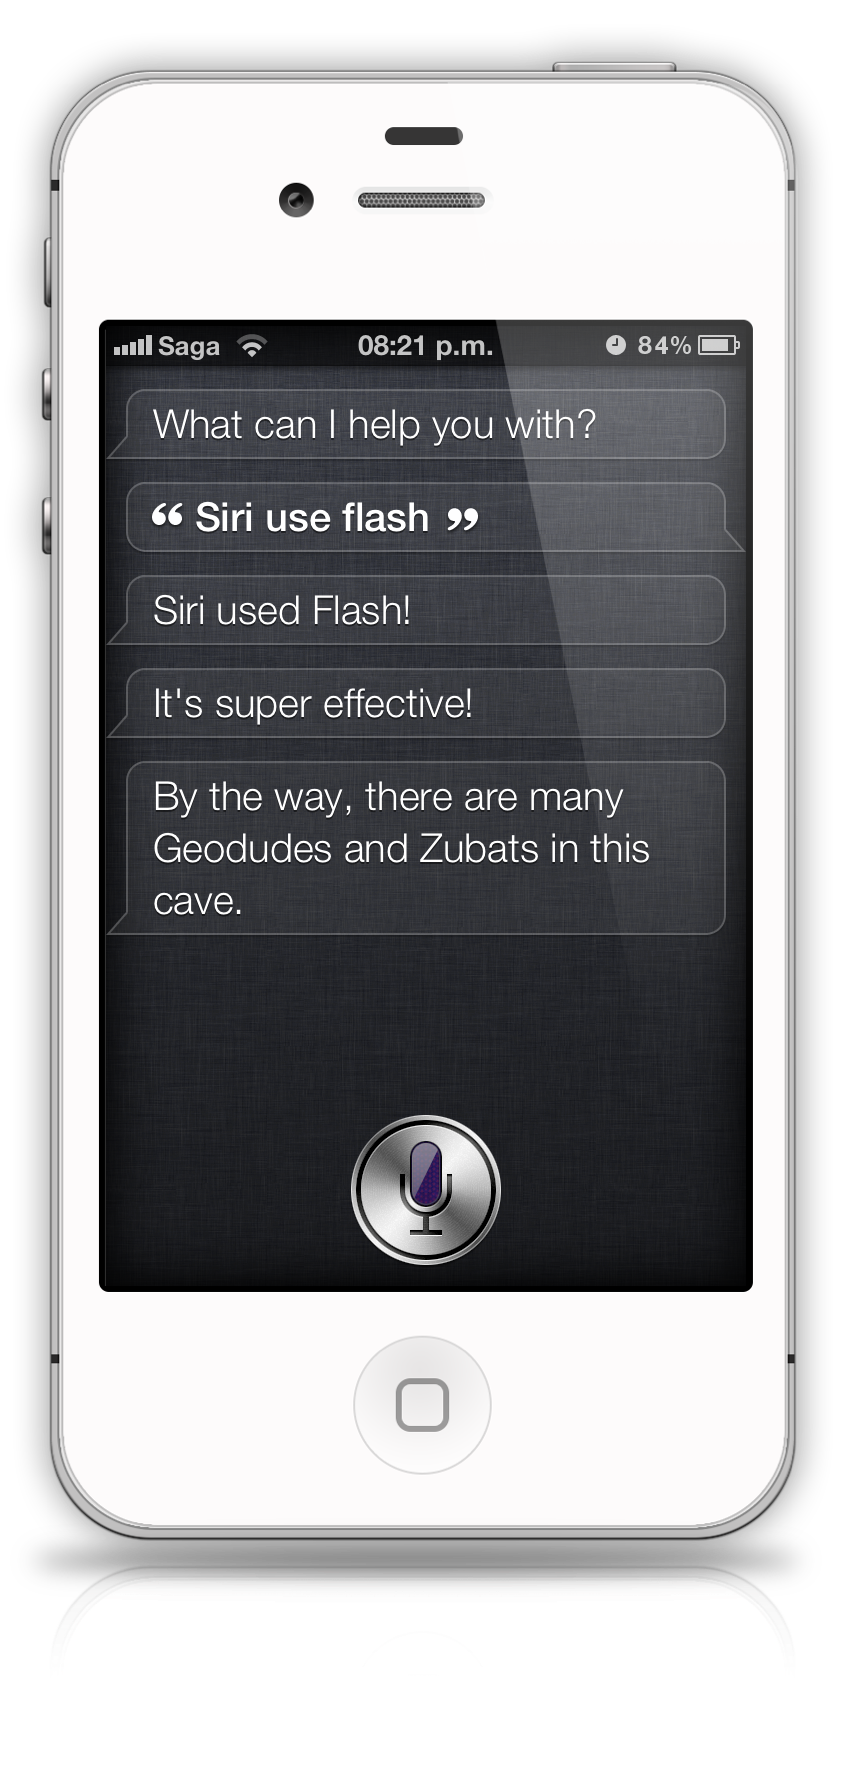 Saga 08:21 p.m. 84%
What can I help you with?
“ Siri use flash ”
Siri used Flash!
It's super effective!
By the way, there are many
Geodudes and Zubats in this
cave.